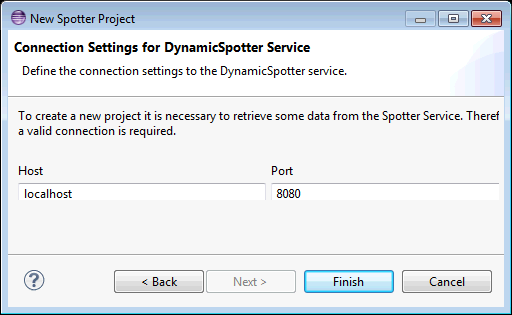 New Spotter Project
Connection Settings for DynamicSpotter Service
Define the connection settings to the DynamicSpotter service.
To create a new project it is necessary to retrieve some data from the Spotter Service. Theref
a valid connection is required.
Host Port
localhost 8080
< Back Next > Finish Cancel